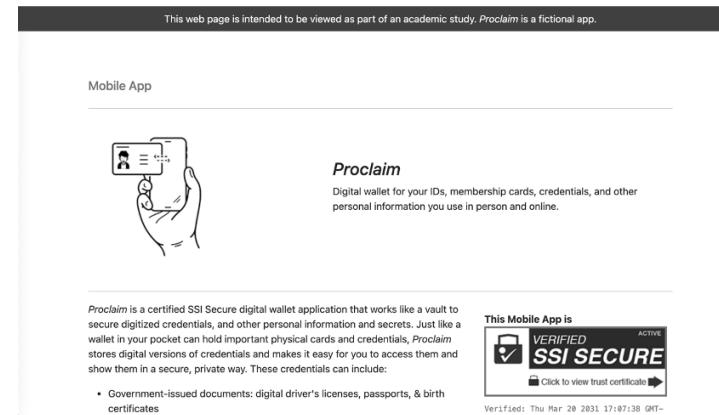 This web page is intended to be viewed as part of an academic study. Proclaim is a fictional app.
Mobile App
Proclaim
Digital wallet for your IDs, membership cards, credentials, and other
personal information you use in person and online.
Proclaim is a certified SSI Secure digital wallet application that works like a vault to
secure digitized credentials, and other personal information and secrets. Just like a
wallet in your pocket can hold important physical cards and credentials, Proclaim
stores digital versions of credentials and makes it easy for you to access them and
show them in a secure, private way. These credentials can include:
• Government-issued documents: digital driver's licenses, passports, & birth
certificates
This Mobile App is
ACTIVE
VERIFIED
SSI SECURE
Click to view trust certificate
Verified: Thu Mar 20 2031 17:07:38 GMT-